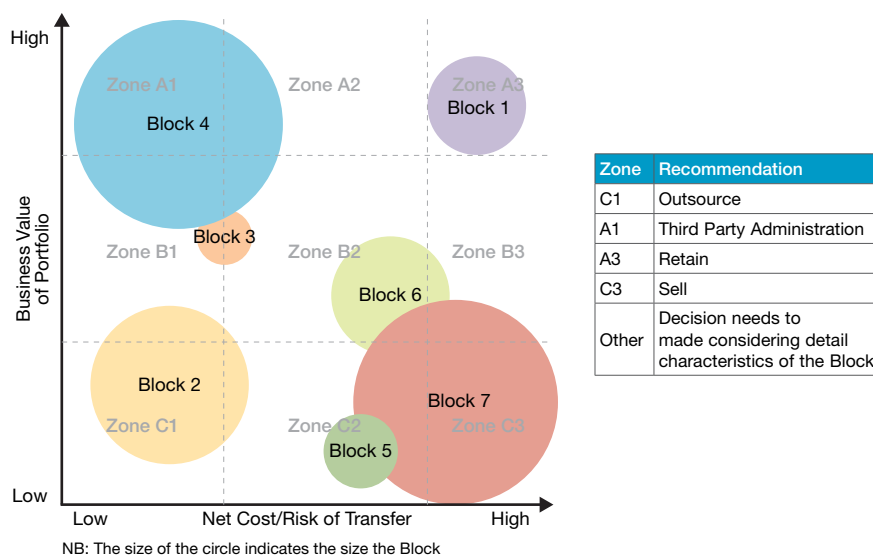 High
Zone A1
Zone A2
Zone A3
Block 1
Block 4
Business Value
of Portfolio
Block 3
Zone B1
Zone B2
Zone B3
Block 6
Block 2
Block 7
Zone C1
Zone C2
Zone C3
Block 5
Low
Low
Net Cost/Risk of Transfer
High
NB: The size of the circle indicates the size the Block
Zone Recommendation
C1 Outsource
A1 Third Party Administration
A3 Retain
C3 Sell
Other Decision needs to
made considering detail
characteristics of the Block